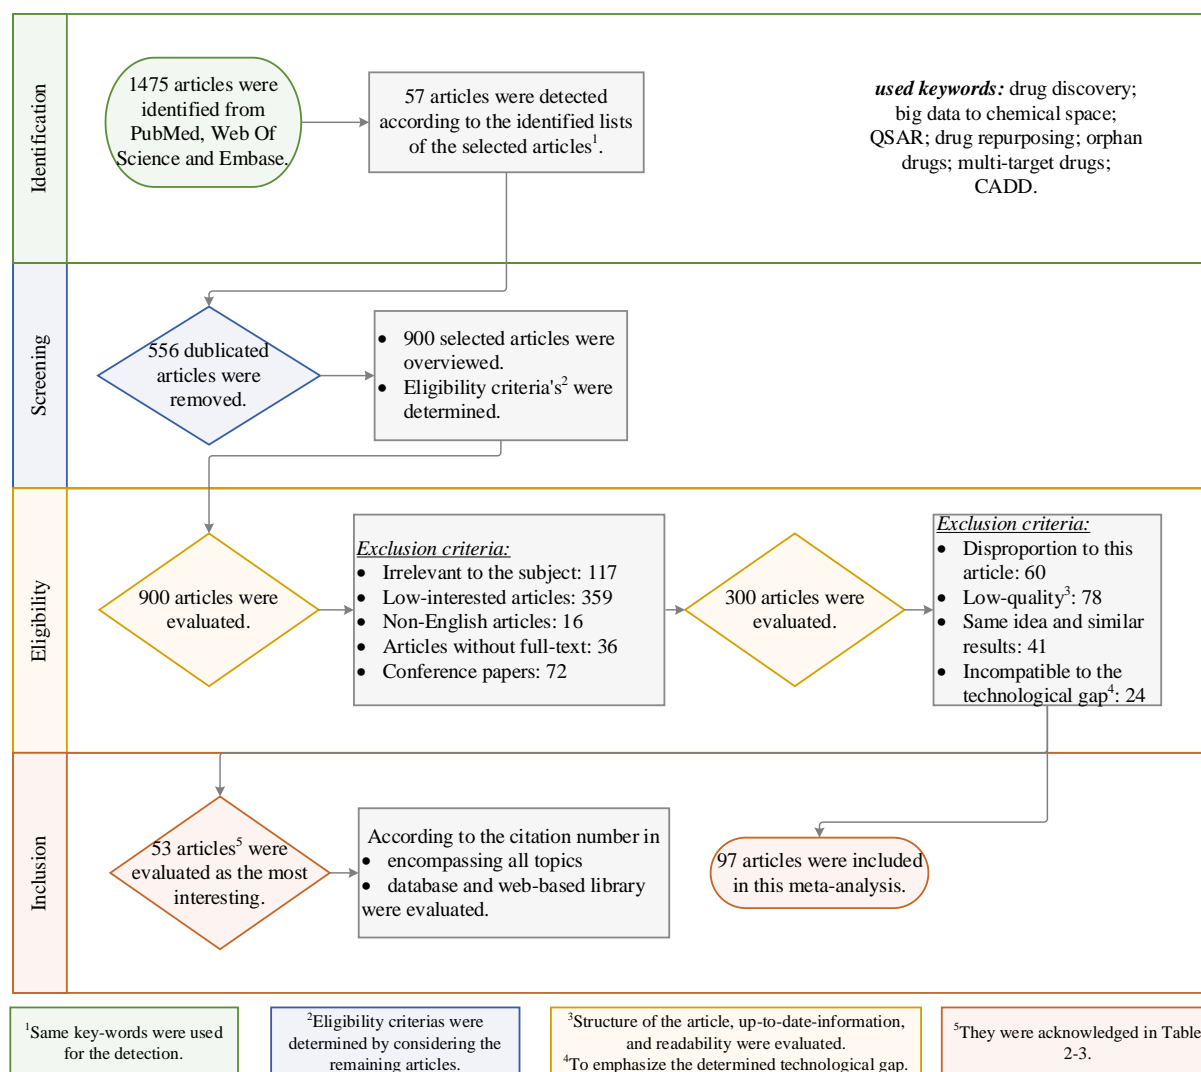 Identification
1475 articles were
identified from
PubMed, Web Of
Science and Embase.
57 articles were detected
according to the identified lists
of the selected articles¹.
used keywords: drug discovery;
big data to chemical space;
QSAR; drug repurposing; orphan
drugs; multi-target drugs;
CADD.
Screening
556 dublicated
articles were
removed.
• 900 selected articles were
overviewed.
• Eligibility criteria's² were
determined.
Eligibility
900 articles were
evaluated.
Exclusion criteria:
• Irrelevant to the subject: 117
• Low-interested articles: 359
• Non-English articles: 16
• Articles without full-text: 36
• Conference papers: 72
300 articles were
evaluated.
Exclusion criteria:
• Disproportion to this
article: 60
• Low-quality³: 78
• Same idea and similar
results: 41
• Incompatible to the
technological gap⁴: 24
Inclusion
53 articles⁵ were
evaluated as the most
interesting.
According to the citation number in
• encompassing all topics
• database and web-based library
were evaluated.
97 articles were included
in this meta-analysis.
¹Same key-words were used
for the detection.
²Eligibility criterias were
determined by considering the
remaining articles.
³Structure of the article, up-to-date-information,
and readability were evaluated.
⁴To emphasize the determined technological gap.
⁵They were acknowledged in Table
2-3.